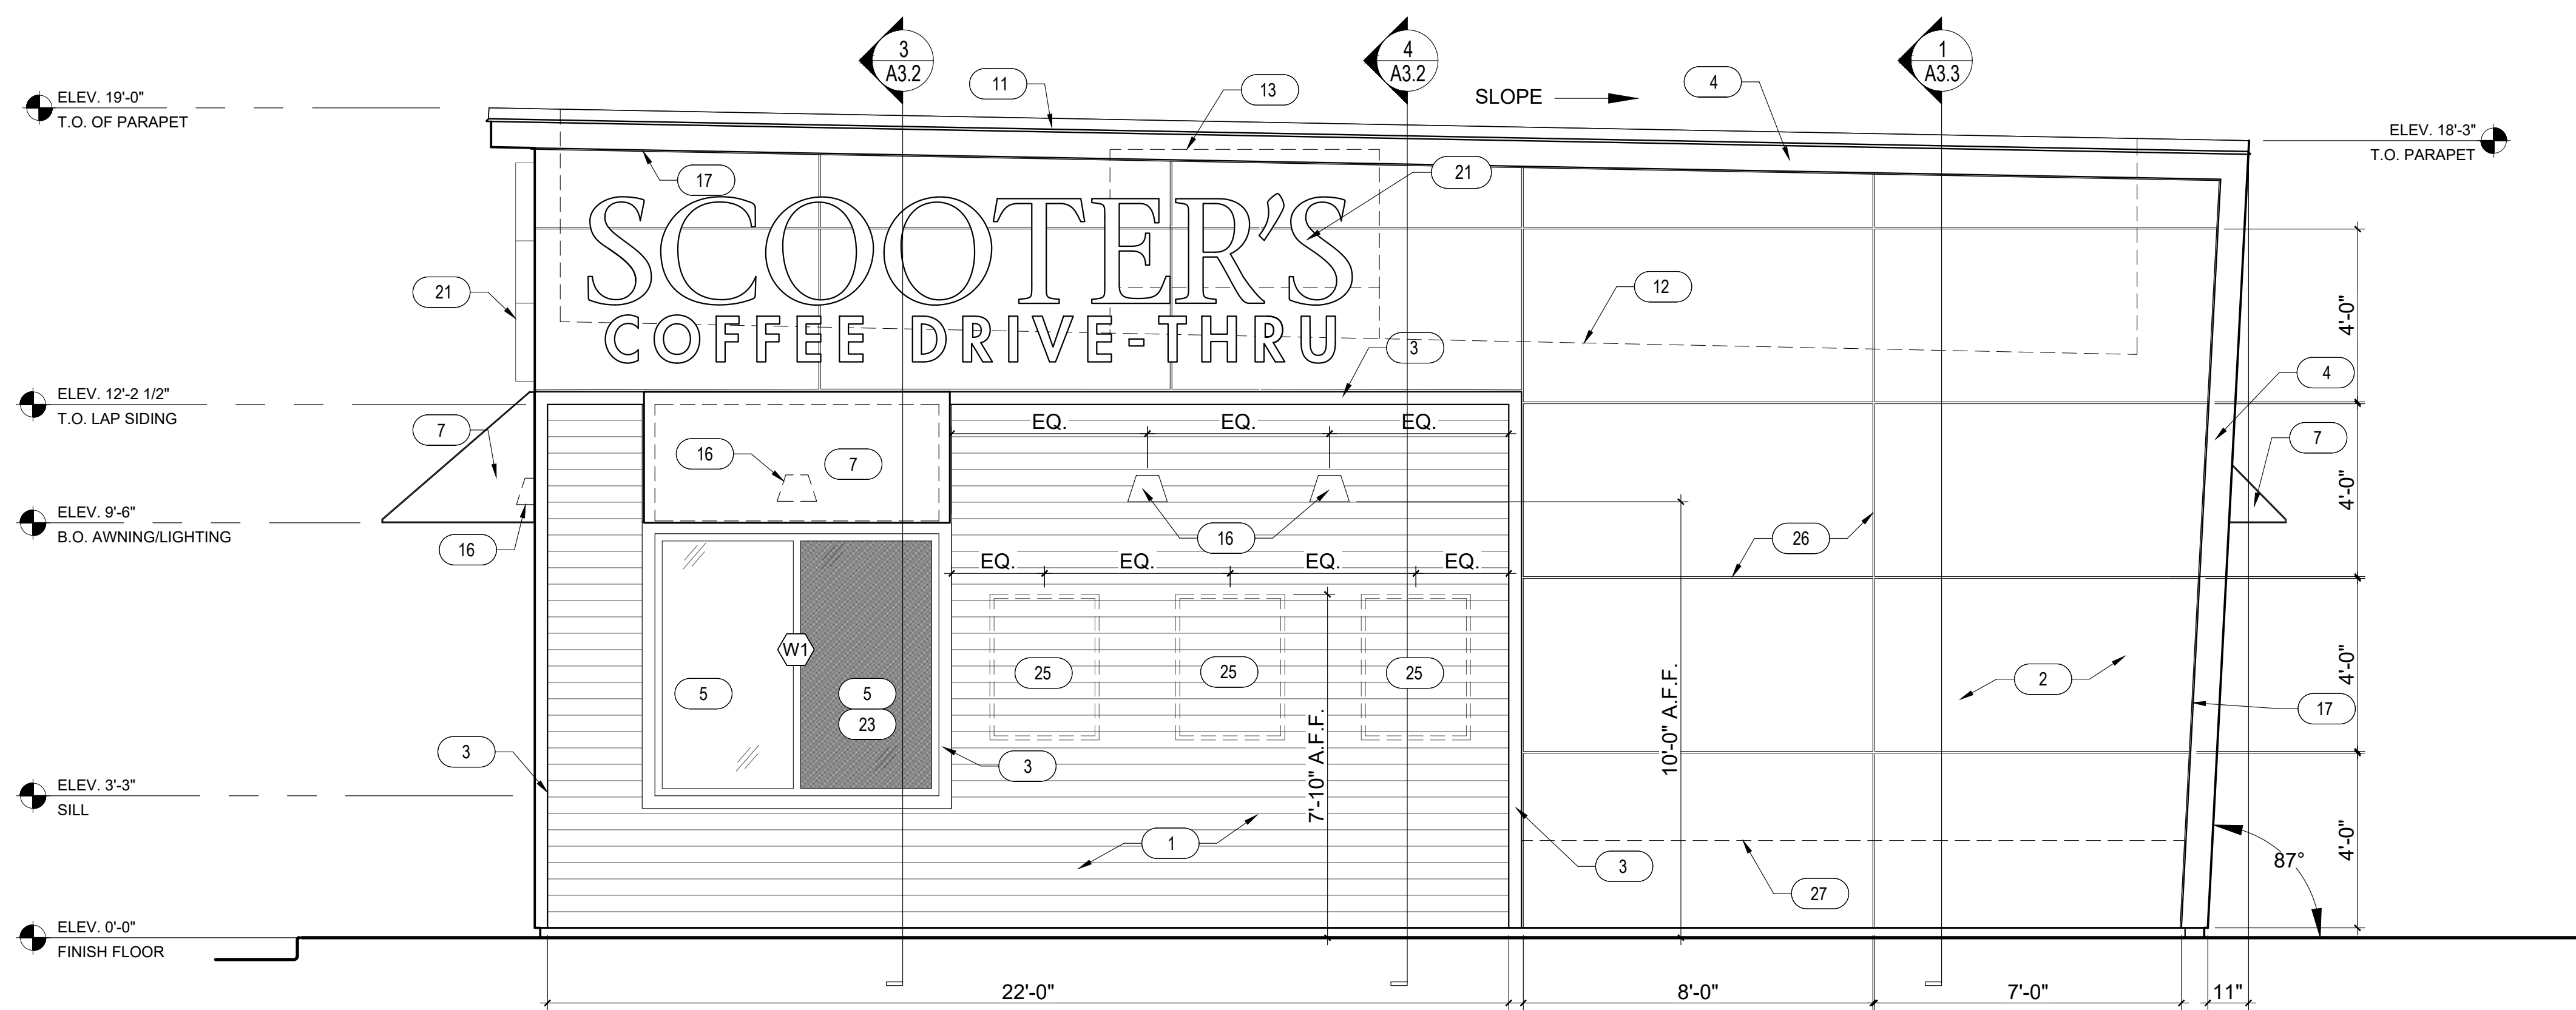 3
A3.2
4
A3.2
1
A3.3
11
13
SLOPE
4
ELEV. 19'-0"
T.O. OF PARAPET
ELEV. 18'-3"
T.O. PARAPET
17
21
SCOOTER'S
COFFEE DRIVE-THRU
21
12
4'-0"
3
4
ELEV. 12'-2 1/2"
T.O. LAP SIDING
7
EQ.
EQ.
EQ.
16
7
7
4'-0"
ELEV. 9'-6"
B.O. AWNING/LIGHTING
16
16
26
EQ.
EQ.
EQ.
EQ.
W1
25
25
25
5
5
23
2
4'-0"
17
10'-0" A.F.F.
7'-10" A.F.F.
3
3
ELEV. 3'-3"
SILL
1
3
27
4'-0"
87°
ELEV. 0'-0"
FINISH FLOOR
22'-0"
8'-0"
7'-0"
11"